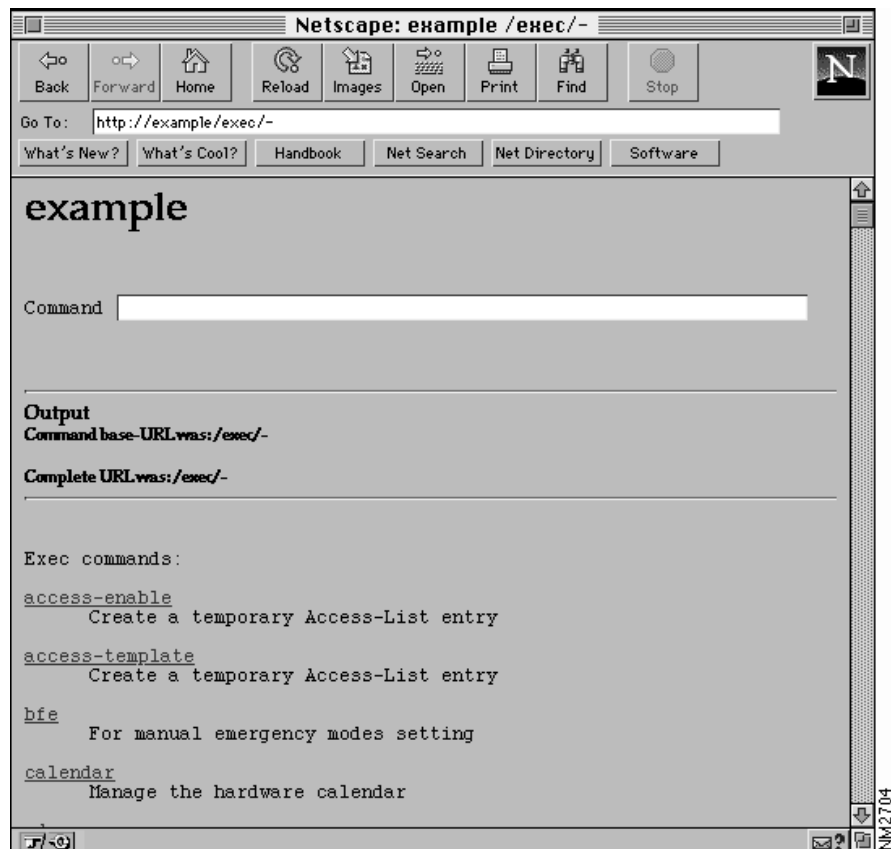 Netscape: example /exec/-
Back Forward Home Reload Images Open Print Find Stop
N
Go To: http://example/exec/-
What's New? What's Cool? Handbook Net Search Net Directory Software
example
Command
Output
Command base-URL was: /exec/-
Complete URL was: /exec/-
Exec commands:
access-enable
Create a temporary Access-List entry
access-template
Create a temporary Access-List entry
bfe
For manual emergency modes setting
calendar
Manage the hardware calendar
?
NM2704